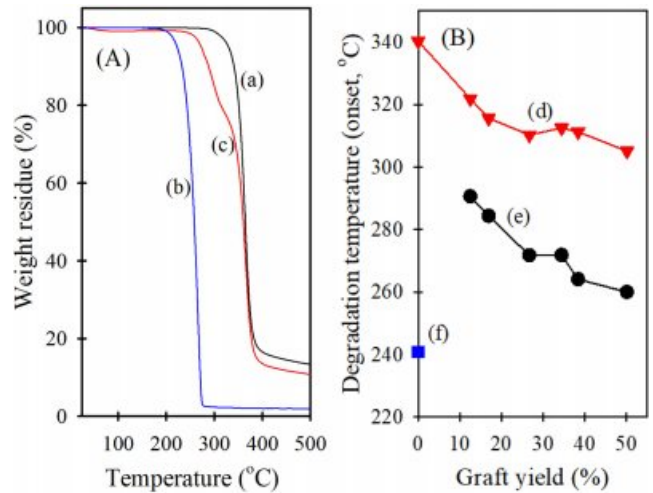 (A)
(a)
(b)
(c)
Weight residue (%)
100
80
60
40
20
0
100 200 300 400 500
Temperature (°C)
(B)
(d)
(e)
(f)
Degradation temperature (onset, °C)
340
320
300
280
260
240
220
0 10 20 30 40 50
Graft yield (%)